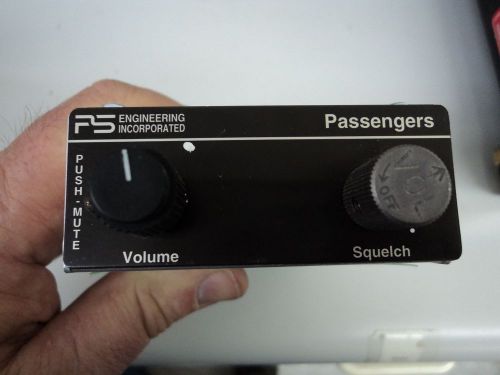 PS ENGINEERING INCORPORATED
Passengers
PUSH-MUTE
Volume
Squelch
OFF